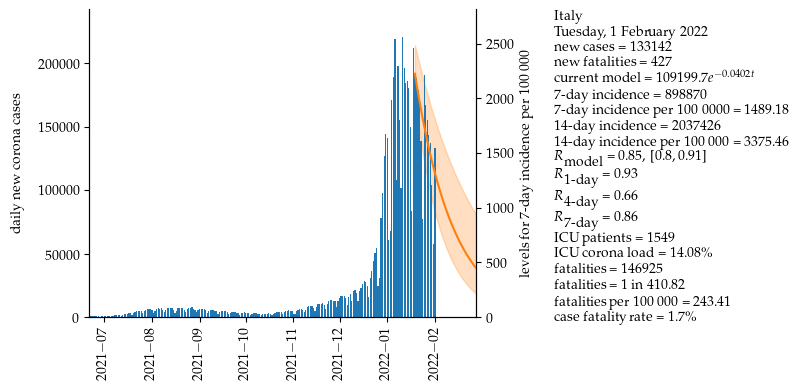 daily new corona cases
200000
150000
100000
50000
0
2021−07
2021−08
2021−09
2021−10
2021−11
2021−12
2022−01
2022−02
2500
2000
1500
1000
500
0
levels for 7-day incidence per 100 000
Italy
Tuesday, 1 February 2022
new cases = 133142
new fatalities = 427
current model = 109199.7e^{−0.0402t}
7-day incidence = 898870
7-day incidence per 100 0000 = 1489.18
14-day incidence = 2037426
14-day incidence per 100 000 = 3375.46
R_model = 0.85, [0.8, 0.91]
R_1-day = 0.93
R_4-day = 0.66
R_7-day = 0.86
ICU patients = 1549
ICU corona load = 14.08%
fatalities = 146925
fatalities = 1 in 410.82
fatalities per 100 000 = 243.41
case fatality rate = 1.7%